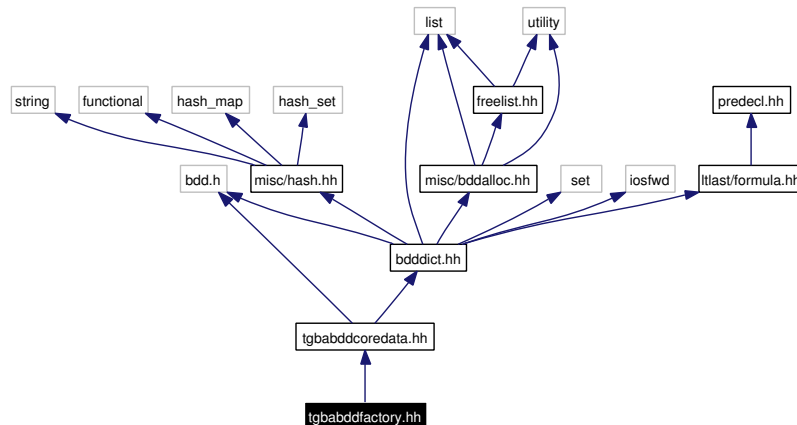 list
utility
string
functional
hash_map
hash_set
freelist.hh
predecl.hh
bdd.h
misc/hash.hh
misc/bddalloc.hh
set
iosfwd
ltlast/formula.hh
bdddict.hh
tgbabddcoredata.hh
tgbabddfactory.hh